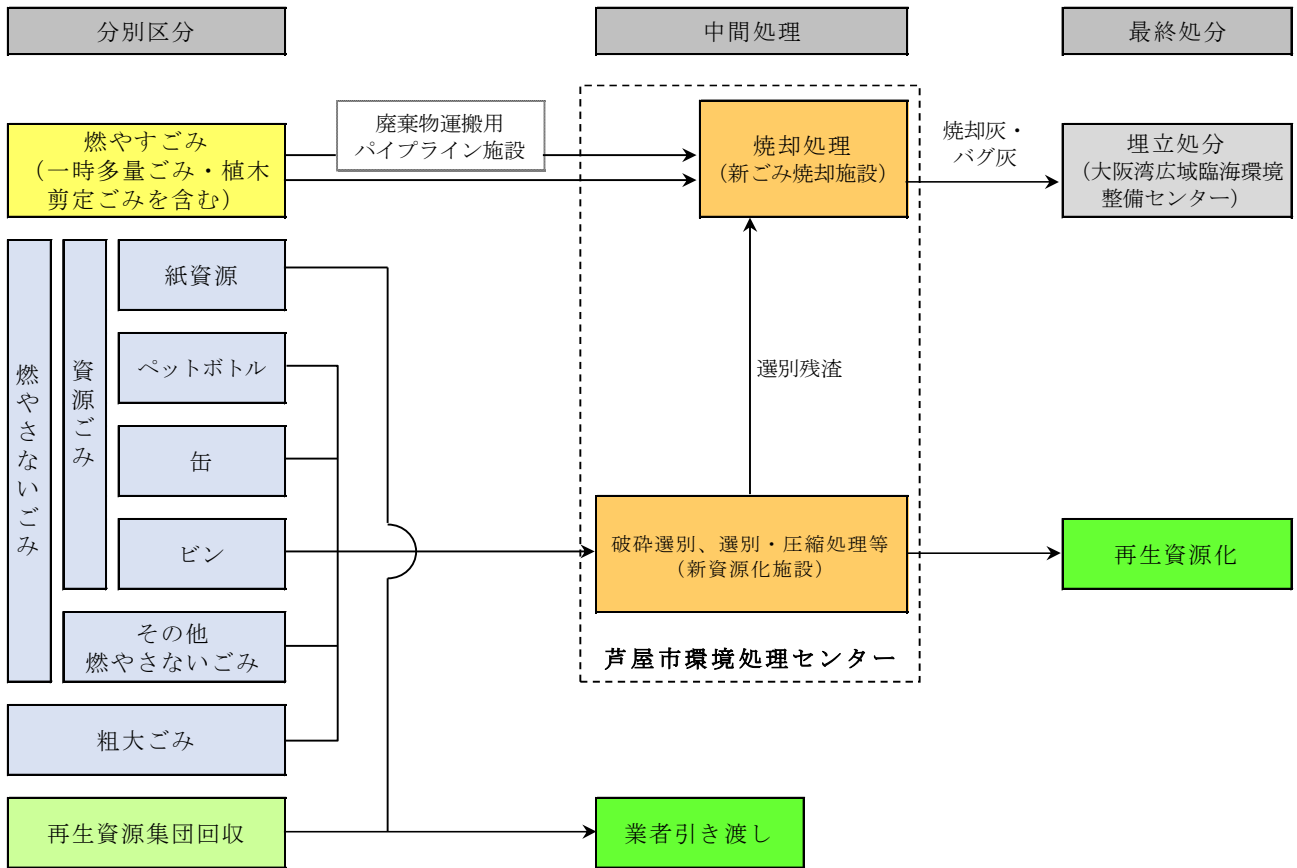 分別区分
中間処理
最終処分
燃やすごみ
（一時多量ごみ・植木
剪定ごみを含む）
廃棄物運搬用
パイプライン施設
焼却処理
（新ごみ焼却施設）
焼却灰・
バグ灰
埋立処分
（大阪湾広域臨海環境
整備センター）
燃やさないごみ
資源ごみ
紙資源
ペットボトル
缶
ビン
その他
燃やさないごみ
選別残渣
破砕選別、選別・圧縮処理等
（新資源化施設）
再生資源化
芦屋市環境処理センター
粗大ごみ
再生資源集団回収
業者引き渡し